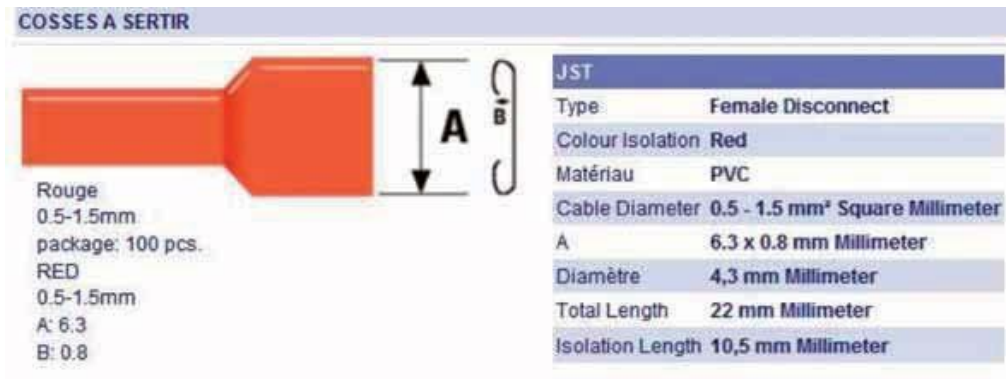 COSSES A SERTIR
A
B
Rouge
0.5-1.5mm
package: 100 pcs.
RED
0.5-1.5mm
A: 6.3
B: 0.8
JST
Type Female Disconnect
Colour Isolation Red
Matériau PVC
Cable Diameter 0.5 - 1.5 mm² Square Millimeter
A 6.3 x 0.8 mm Millimeter
Diamètre 4,3 mm Millimeter
Total Length 22 mm Millimeter
Isolation Length 10,5 mm Millimeter